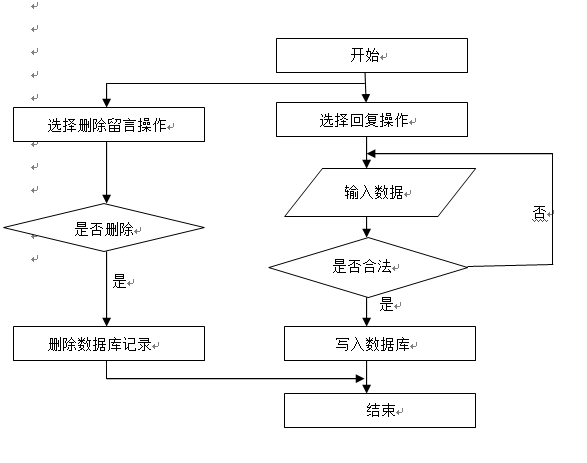 开始
选择删除留言操作
选择回复操作
输入数据
否
是否删除
是否合法
是
是
删除数据库记录
写入数据库
结束